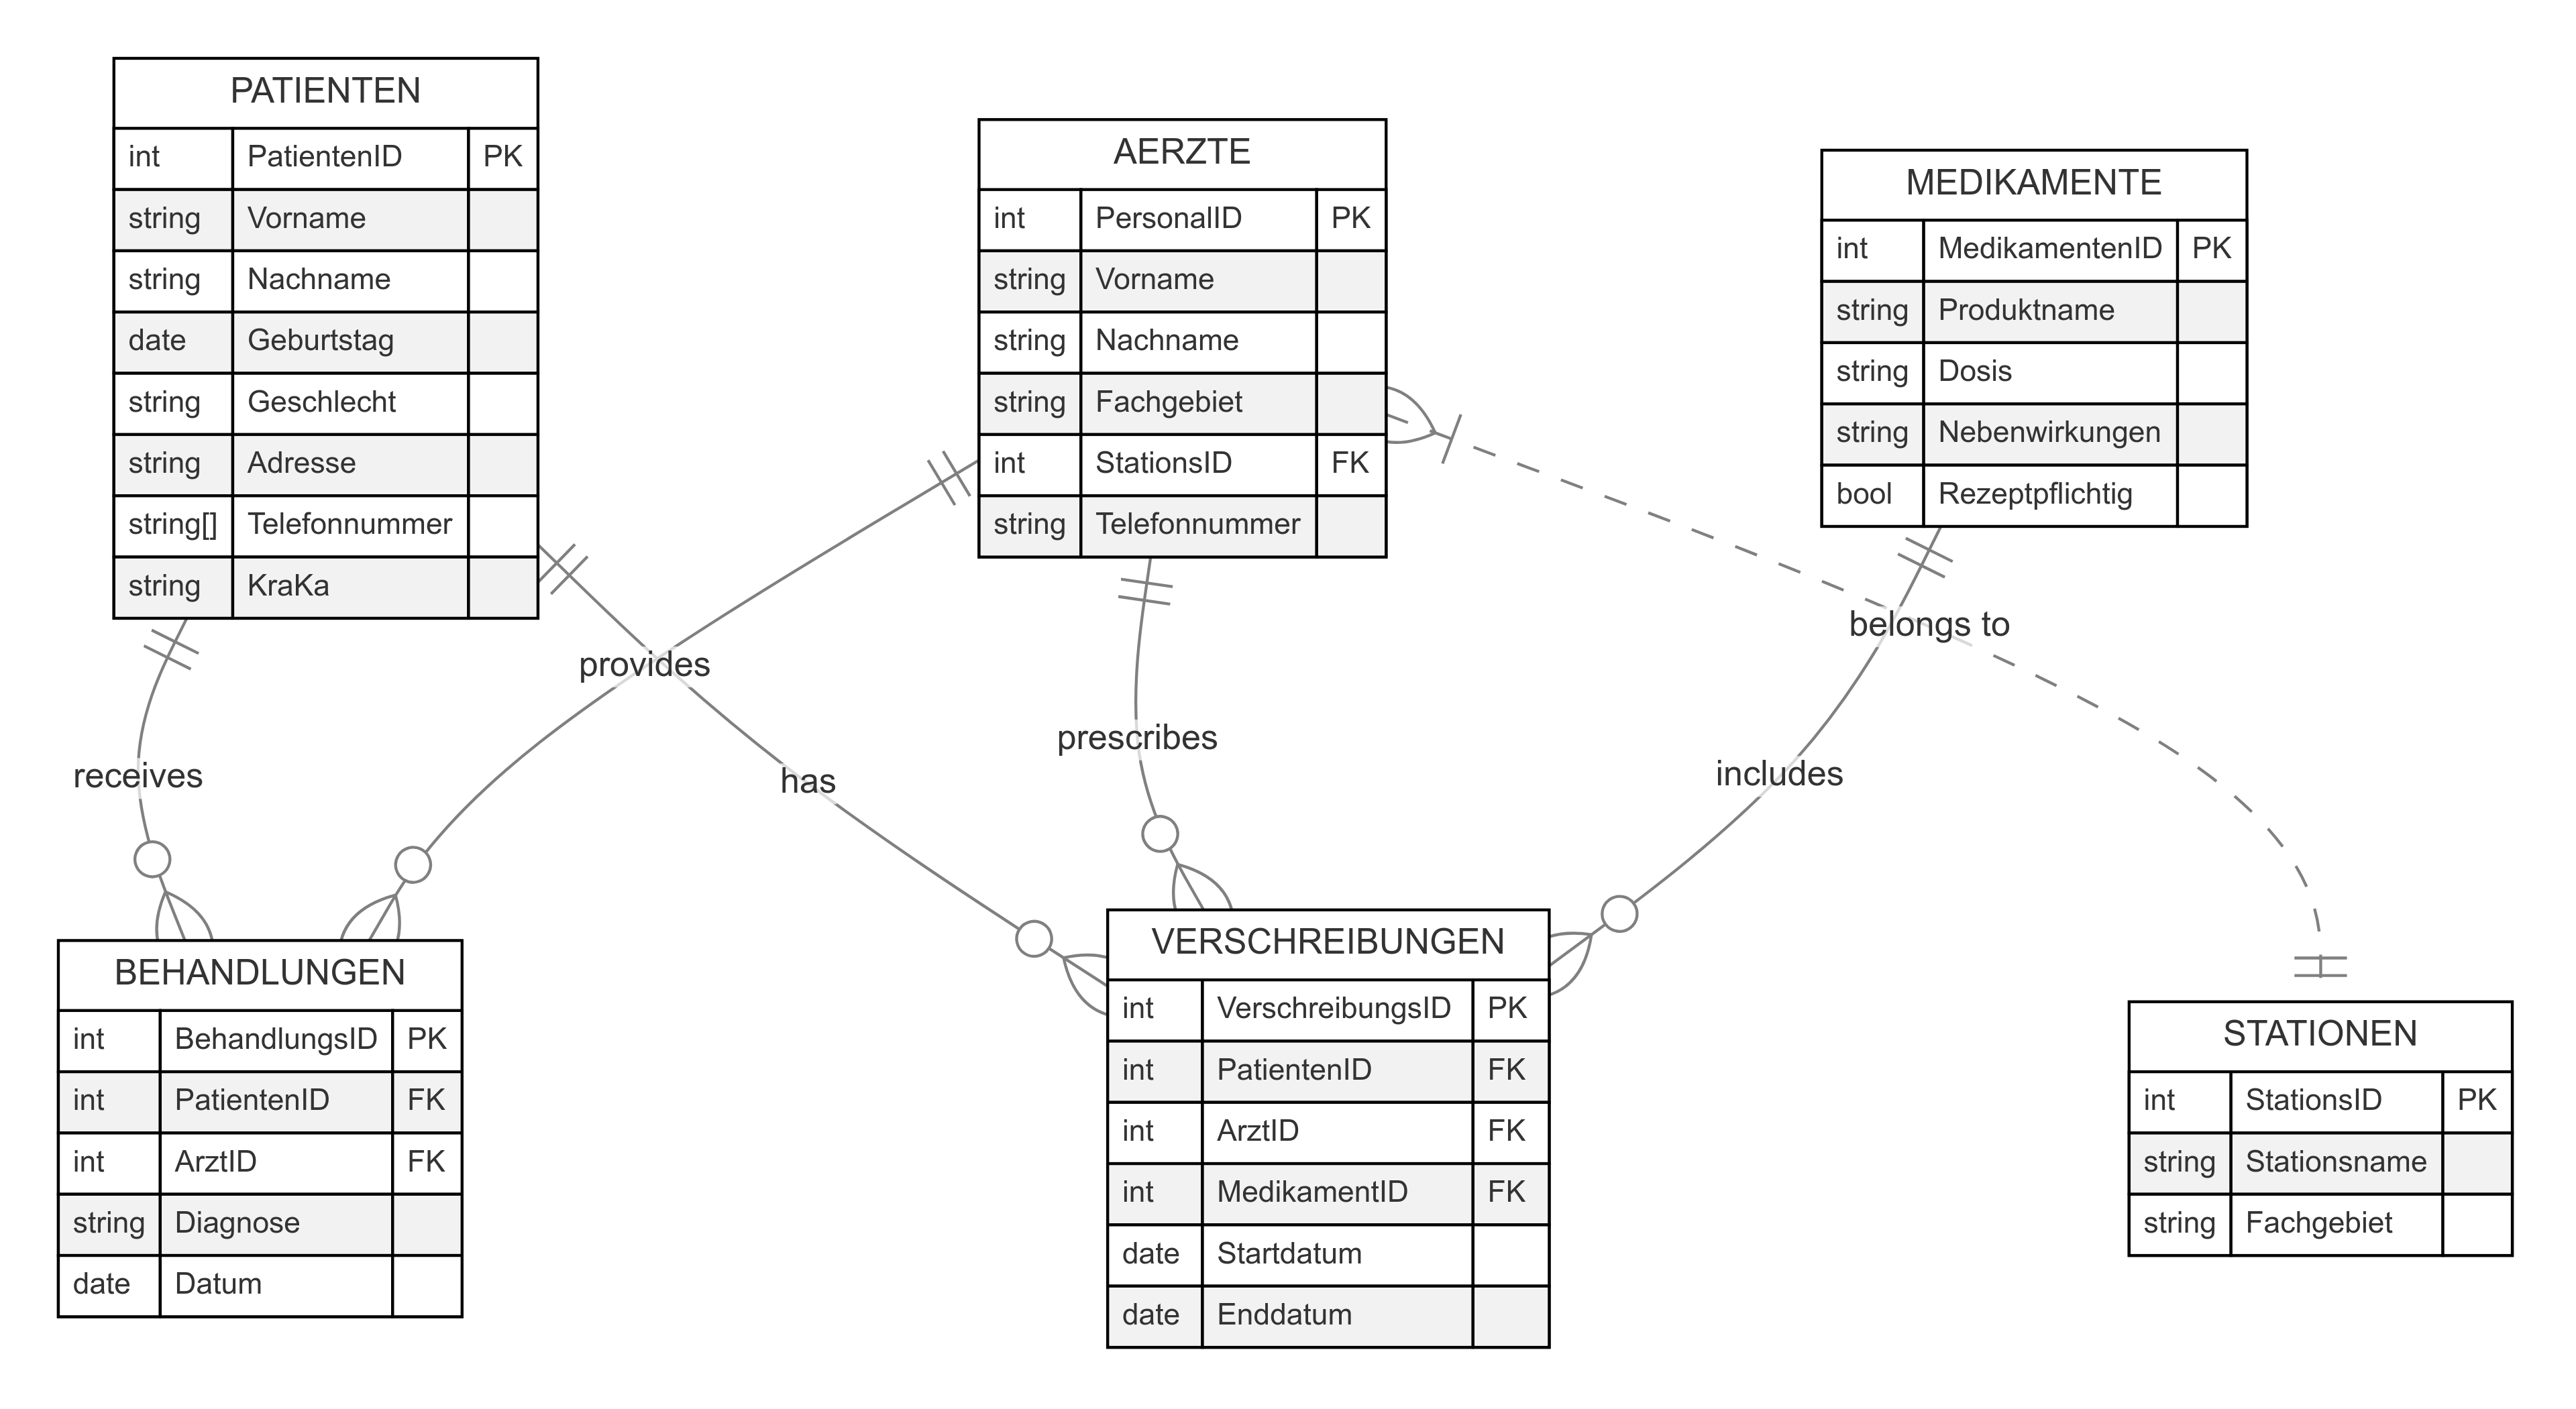 PATIENTEN
int PatientenID PK
string Vorname
string Nachname
date Geburtstag
string Geschlecht
string Adresse
string[] Telefonnummer
string KraKa
AERZTE
int PersonalID PK
string Vorname
string Nachname
string Fachgebiet
int StationsID FK
string Telefonnummer
MEDIKAMENTE
int MedikamentenID PK
string Produktname
string Dosis
string Nebenwirkungen
bool Rezeptpflichtig
belongs to
provides
prescribes
receives
has
includes
BEHANDLUNGEN
int BehandlungsID PK
int PatientenID FK
int ArztID FK
string Diagnose
date Datum
VERSCHREIBUNGEN
int VerschreibungsID PK
int PatientenID FK
int ArztID FK
int MedikamentID FK
date Startdatum
date Enddatum
STATIONEN
int StationsID PK
string Stationsname
string Fachgebiet